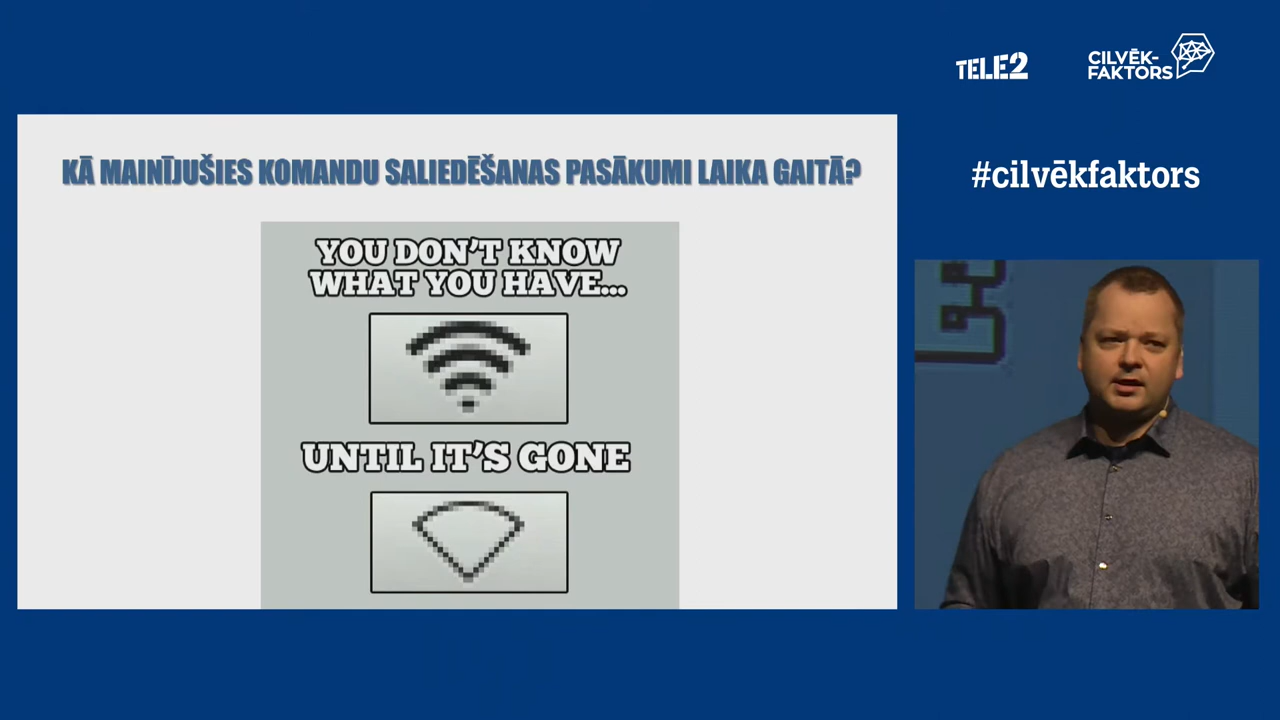 TELE2
CILVĒK-
FAKTORS
#cilvēkfaktors
KĀ MAINĪJUŠIES KOMANDU SALIEDĒŠANAS PASĀKUMI LAIKA GAITĀ?
YOU DON'T KNOW
WHAT YOU HAVE...
UNTIL IT'S GONE